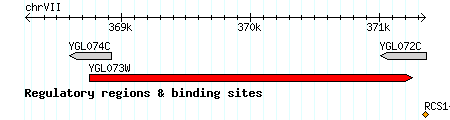 chrVII
369k 370k 371k
YGL074C YGL072C
YGL073W
Regulatory regions & binding sites
RCS1-